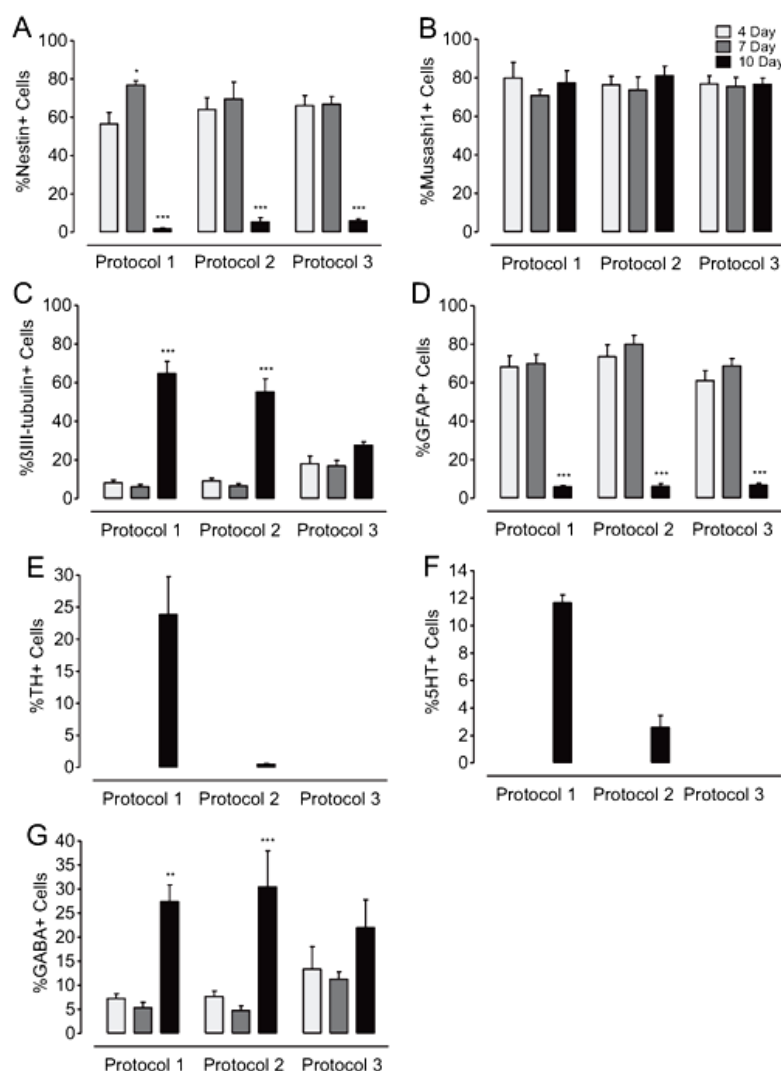 A
%Nestin+ Cells
100
80
60
40
20
0
*
***
***
***
Protocol 1 Protocol 2 Protocol 3
B
%Musashi1+ Cells
100
80
60
40
20
0
4 Day
7 Day
10 Day
Protocol 1 Protocol 2 Protocol 3
C
%ßIII-tubulin+ Cells
100
80
60
40
20
0
***
***
Protocol 1 Protocol 2 Protocol 3
D
%GFAP+ Cells
100
80
60
40
20
0
***
***
***
Protocol 1 Protocol 2 Protocol 3
E
%TH+ Cells
30
25
20
15
10
5
0
Protocol 1 Protocol 2 Protocol 3
F
%5HT+ Cells
14
12
10
8
6
4
2
0
Protocol 1 Protocol 2 Protocol 3
G
%GABA+ Cells
40
35
30
25
20
15
10
5
0
**
***
Protocol 1 Protocol 2 Protocol 3